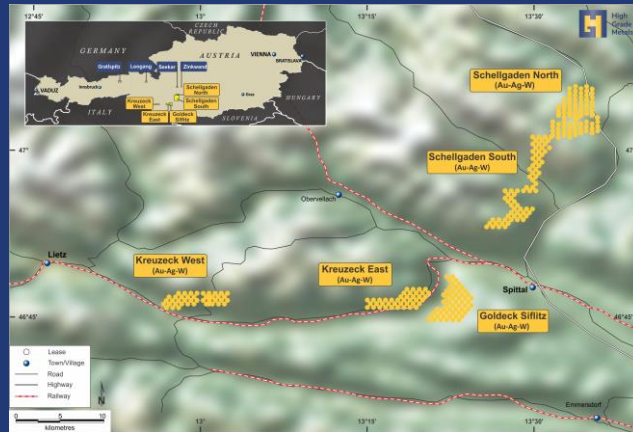 12°45'
13°
13°15'
13°30'
High
Grade
Metals
CZECH
REPUBLIC
GERMANY
AUSTRIA
VIENNA
BRATISLAVA
Leogang
Seekar
Zinkwand
VADUZ
Innsbruck
Schellgaden
North
Schellgaden
South
Kreuzeck
West
Kreuzeck
East
Goldeck
Siflitz
Graz
HUNGARY
ITALY
SLOVENIA
Schellgaden North
(Au-Ag-W)
47°
47°
Schellgaden South
(Au-Ag-W)
Obervellach
Lietz
Kreuzeck West
(Au-Ag-W)
Kreuzeck East
(Au-Ag-W)
Spittal
46°45'
46°45'
Goldeck Siflitz
(Au-Ag-W)
Lease
Town/Village
Road
Highway
Railway
N
0 5 10
kilometres
13°
13°15'
13°30'
Emmersdorf